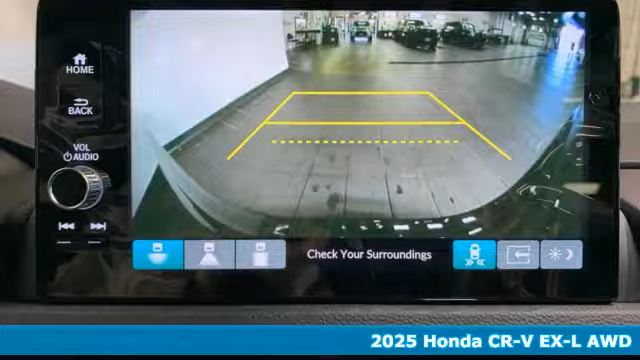 HOME
BACK
VOL
AUDIO
Check Your Surroundings
2025 Honda CR-V EX-L AWD